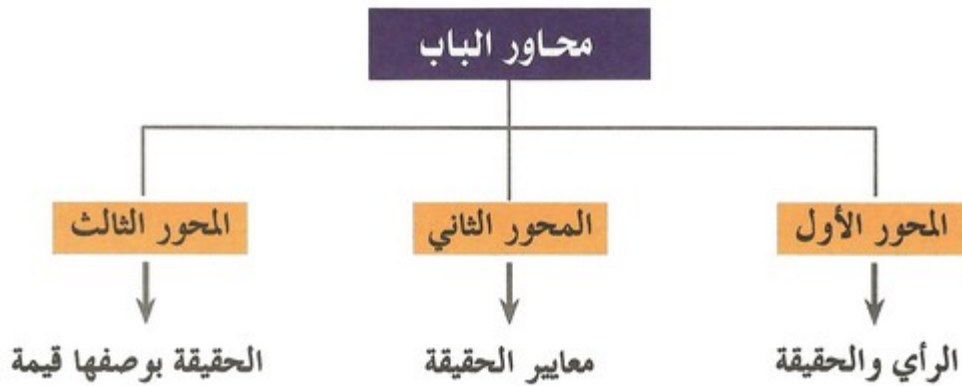 محاور الباب
المحور الأول
المحور الثاني
المحور الثالث
الرأي والحقيقة
معايير الحقيقة
الحقيقة بوصفها قيمة